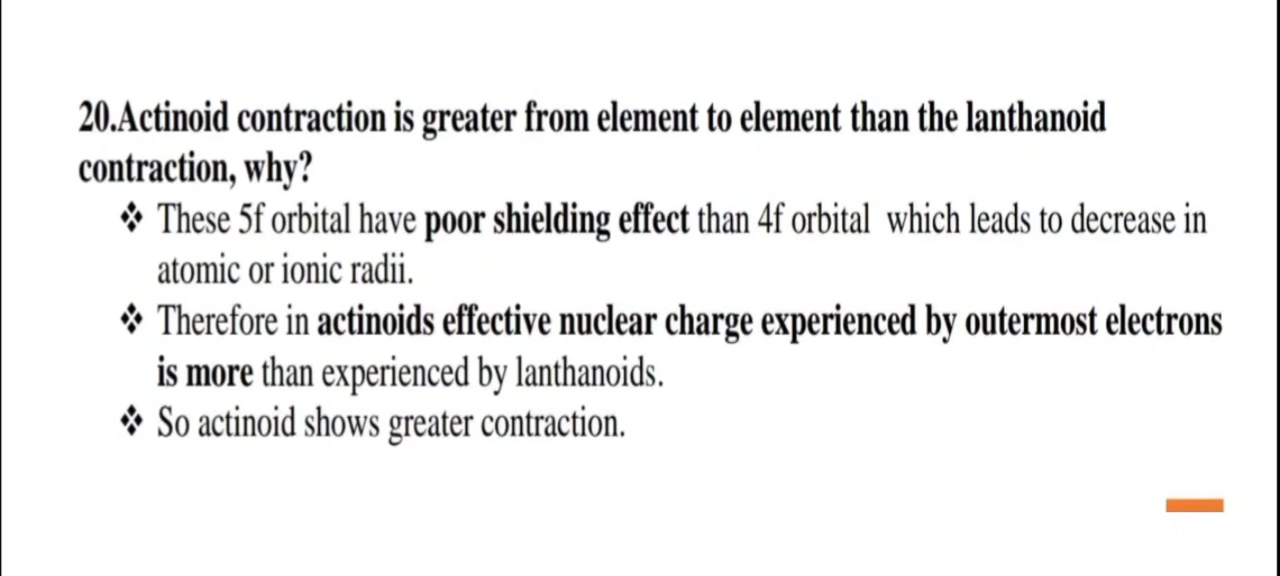 20.Actinoid contraction is greater from element to element than the lanthanoid
contraction, why?
❖ These 5f orbital have poor shielding effect than 4f orbital which leads to decrease in
atomic or ionic radii.
❖ Therefore in actinoids effective nuclear charge experienced by outermost electrons
is more than experienced by lanthanoids.
❖ So actinoid shows greater contraction.